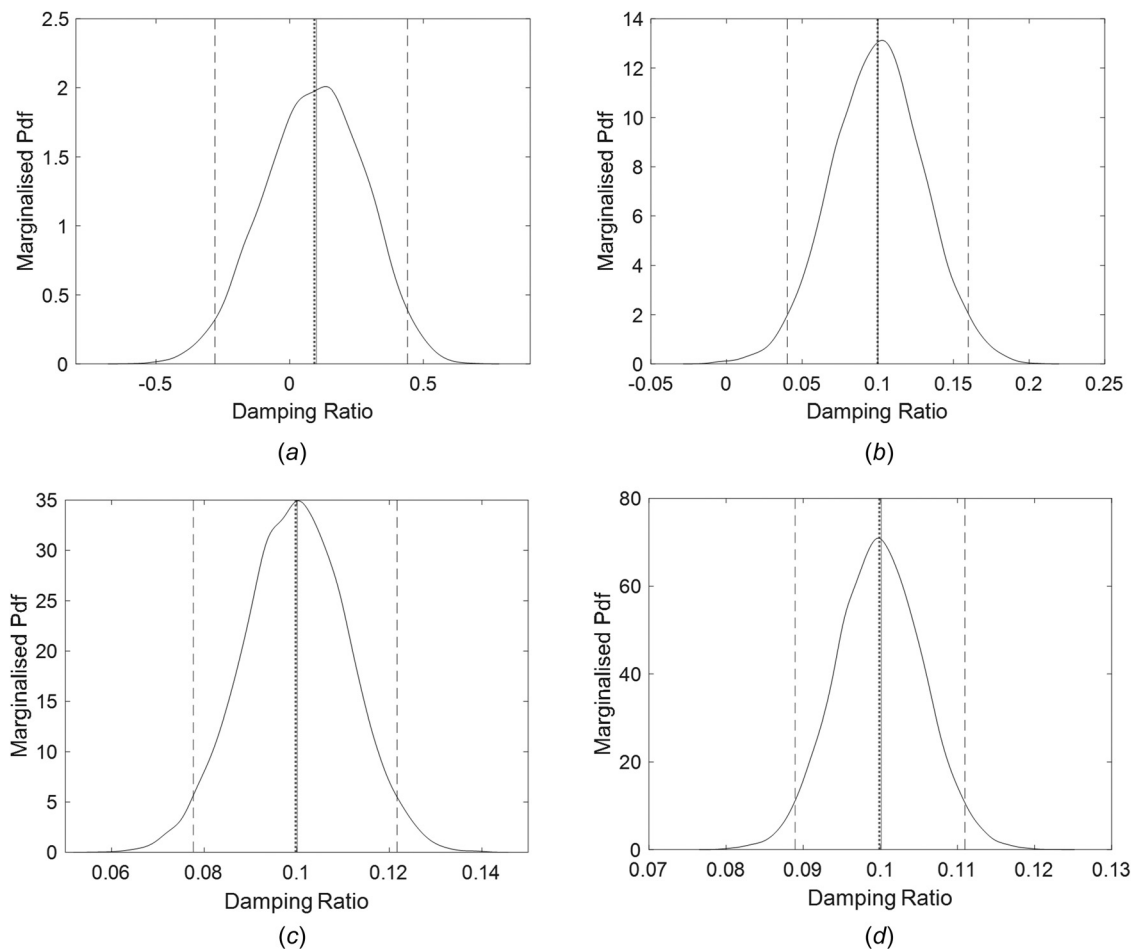 2.5
2
1.5
1
0.5
0
-0.5 0 0.5
Marginalised Pdf
Damping Ratio
(a)
14
12
10
8
6
4
2
0
-0.05 0 0.05 0.1 0.15 0.2 0.25
Marginalised Pdf
Damping Ratio
(b)
35
30
25
20
15
10
5
0
0.06 0.08 0.1 0.12 0.14
Marginalised Pdf
Damping Ratio
(c)
80
60
40
20
0
0.07 0.08 0.09 0.1 0.11 0.12 0.13
Marginalised Pdf
Damping Ratio
(d)